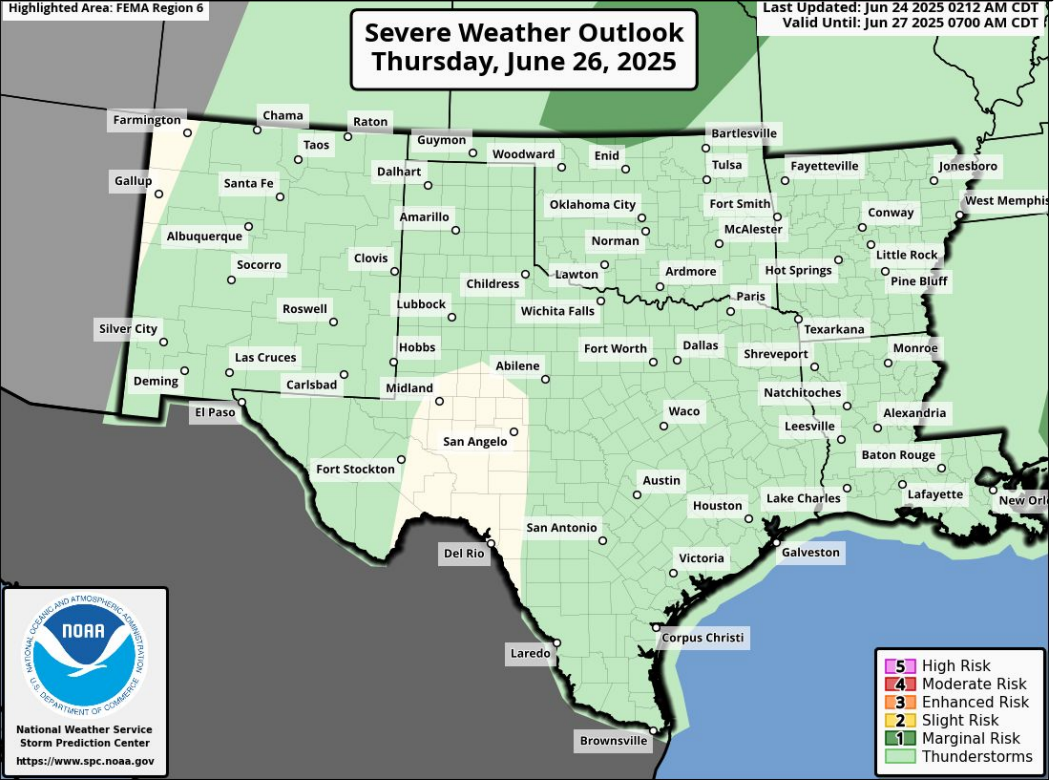 Highlighted Area: FEMA Region 6
Last Updated: Jun 24 2025 0212 AM CDT
Valid Until: Jun 27 2025 0700 AM CDT
Severe Weather Outlook
Thursday, June 26, 2025
Farmington
Chama
Raton
Taos
Guymon
Woodward
Enid
Bartlesville
Tulsa
Fayetteville
Jonesboro
Gallup
Santa Fe
Dalhart
Amarillo
Oklahoma City
Fort Smith
West Memphis
Conway
Albuquerque
Norman
McAlester
Little Rock
Socorro
Clovis
Childress
Lawton
Ardmore
Hot Springs
Pine Bluff
Roswell
Lubbock
Wichita Falls
Paris
Texarkana
Silver City
Las Cruces
Hobbs
Abilene
Fort Worth
Dallas
Shreveport
Monroe
Deming
Carlsbad
Midland
Natchitoches
El Paso
Waco
Leesville
Alexandria
San Angelo
Baton Rouge
Fort Stockton
Austin
Houston
Lake Charles
Lafayette
New Orl
San Antonio
Del Rio
Victoria
Galveston
Laredo
Corpus Christi
Brownsville
NATIONAL OCEANIC AND ATMOSPHERIC ADMINISTRATION
NOAA
U.S. DEPARTMENT OF COMMERCE
National Weather Service
Storm Prediction Center
https://www.spc.noaa.gov
5 High Risk
4 Moderate Risk
3 Enhanced Risk
2 Slight Risk
1 Marginal Risk
Thunderstorms